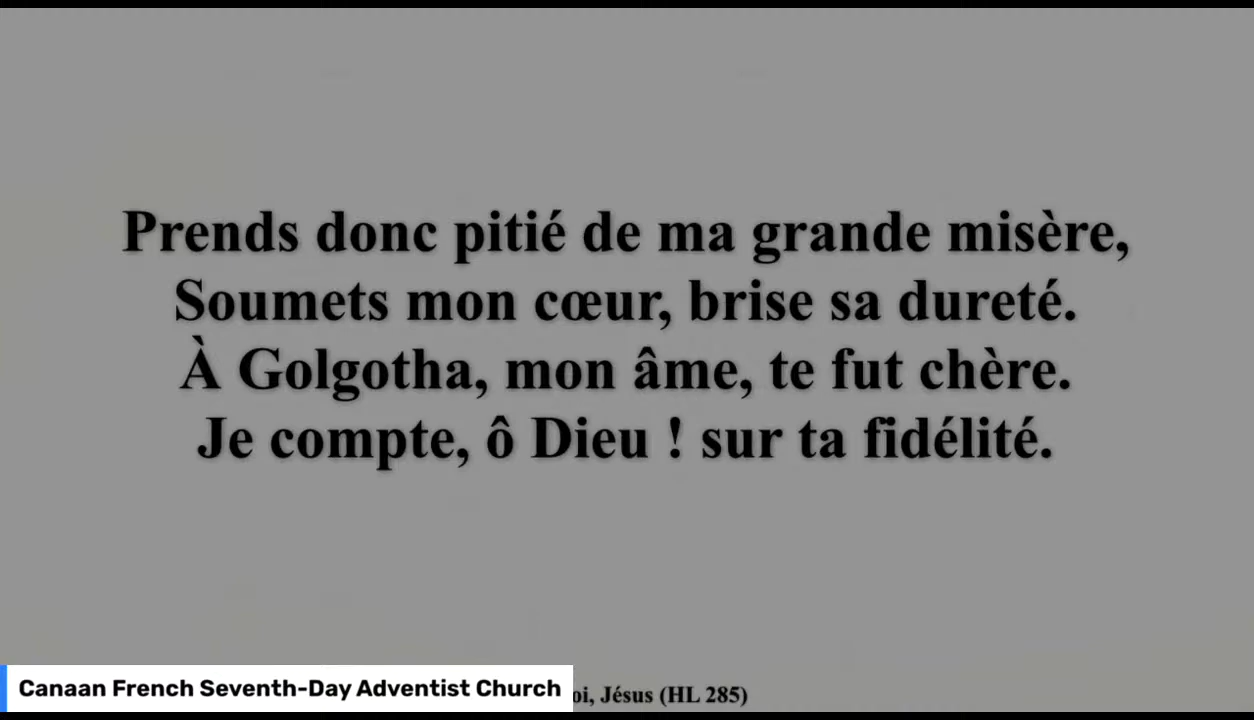 Prends donc pitié de ma grande misère,
Soumets mon cœur, brise sa dureté.
À Golgotha, mon âme, te fut chère.
Je compte, ô Dieu ! sur ta fidélité.
Canaan French Seventh-Day Adventist Church
Jésus (HL 285)